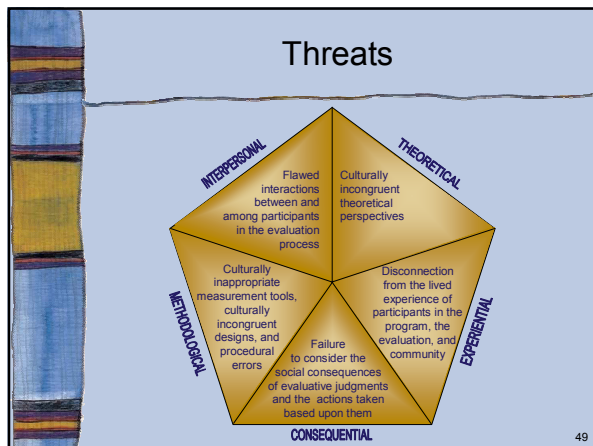 Threats
INTERPERSONAL
Flawed
interactions
between and
among participants
in the evaluation
process
THEORETICAL
Culturally
incongruent
theoretical
perspectives
METHODOLOGICAL
Culturally
inappropriate
measurement tools,
culturally
incongruent
designs, and
procedural
errors
EXPERIENTIAL
Disconnection
from the lived
experience of
participants in the
program, the
evaluation, and
community
Failure
to consider the
social consequences
of evaluative judgments
and the actions taken
based upon them
CONSEQUENTIAL
49